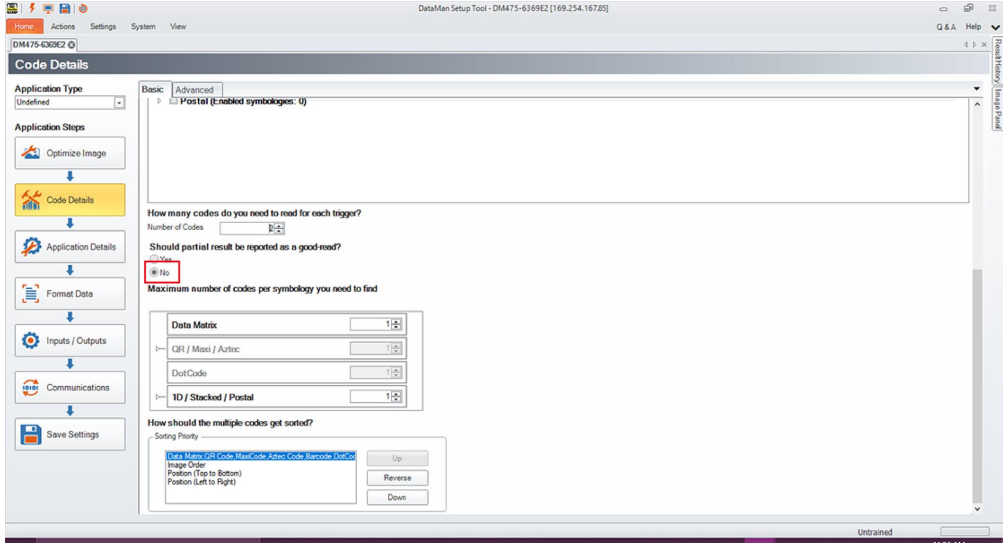 DataMan Setup Tool - DM475-6369E2 [169.254.167.85]
Home Actions Settings System View Q & A Help
DM475-6369E2
Code Details
Result History
Image Panel
Application Type
Undefined
Application Steps
Optimize Image
Code Details
Application Details
Format Data
Inputs / Outputs
Communications
Save Settings
Basic Advanced
Postal (Enabled symbologies: 0)
How many codes do you need to read for each trigger?
Number of Codes
Should partial result be reported as a good-read?
Yes
No
Maximum number of codes per symbology you need to find
Data Matrix 1
QR / Maxi / Aztec 1
DotCode 1
1D / Stacked / Postal 1
How should the multiple codes get sorted?
Sorting Priority
Data Matrix,QR Code,MaxiCode,Aztec Code,Barcode,DotCod
Image Order
Position (Top to Bottom)
Position (Left to Right)
Up
Reverse
Down
Untrained